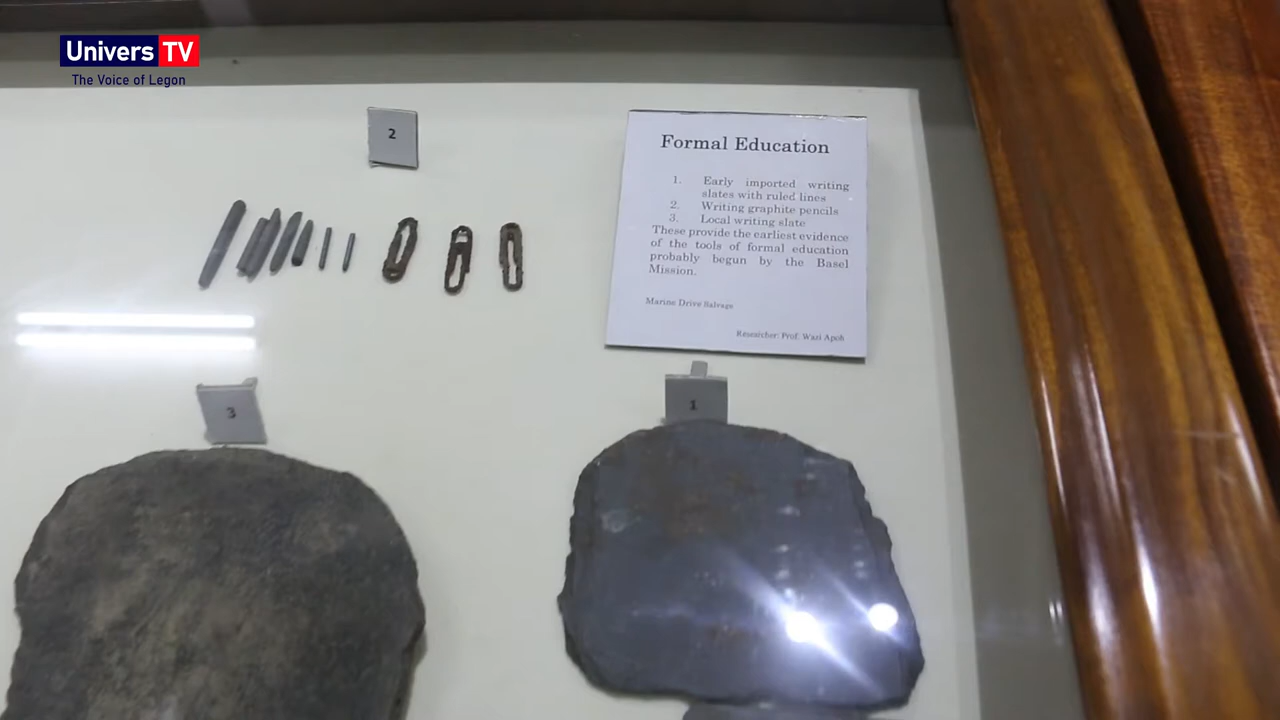 Univers TV
The Voice of Legon
2
Formal Education
1. Early imported writing
slates with ruled lines
2. Writing graphite pencils
3. Local writing slate
These provide the earliest evidence
of the tools of formal education
probably begun by the Basel
Mission.
Marine Drive Salvage
Researcher: Prof. Wazi Apoh
3
1